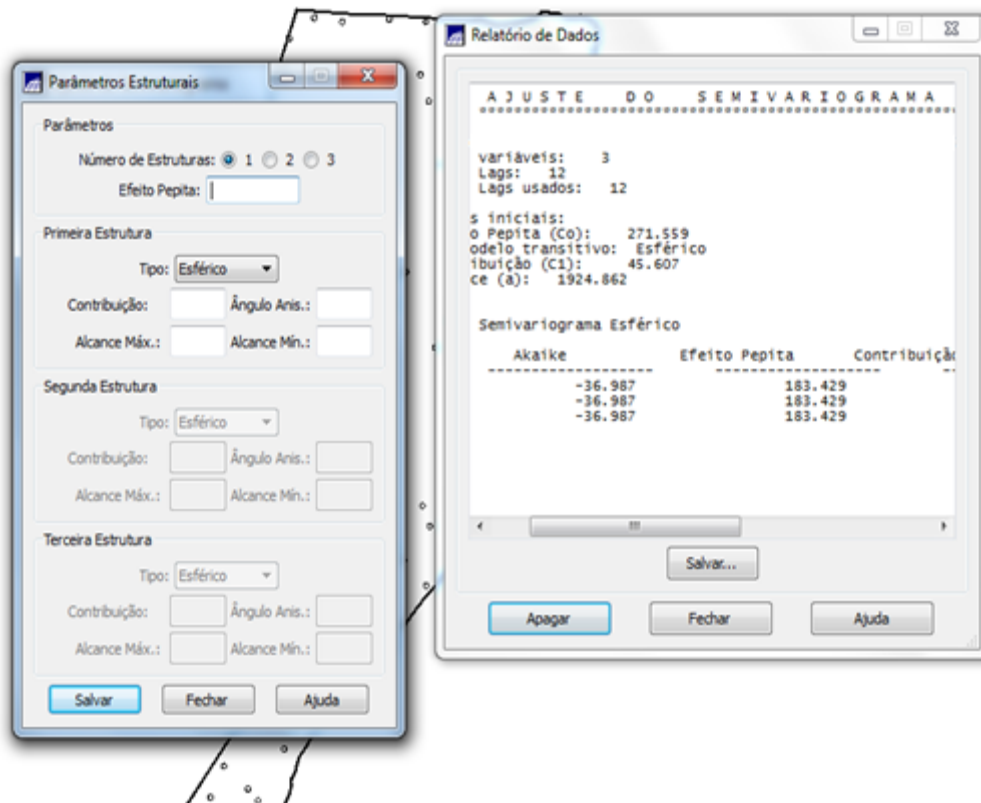 Parâmetros Estruturais
Parâmetros
Número de Estruturas: 1 2 3
Efeito Pepita:
Primeira Estrutura
Tipo: Esférico
Contribuição: Ângulo Anis.:
Alcance Máx.: Alcance Mín.:
Segunda Estrutura
Tipo: Esférico
Contribuição: Ângulo Anis.:
Alcance Máx.: Alcance Mín.:
Terceira Estrutura
Tipo: Esférico
Contribuição: Ângulo Anis.:
Alcance Máx.: Alcance Mín.:
Salvar Fechar Ajuda
Relatório de Dados
A J U S T E D O S E M I V A R I O G R A M A
variáveis: 3
Lags: 12
Lags usados: 12
s iniciais:
o Pepita (Co): 271.559
odelo transitivo: Esférico
ibuição (C1): 45.607
ce (a): 1924.862
Semivariograma Esférico
Akaike Efeito Pepita Contribuição
-36.987 183.429
-36.987 183.429
-36.987 183.429
Salvar...
Apagar Fechar Ajuda